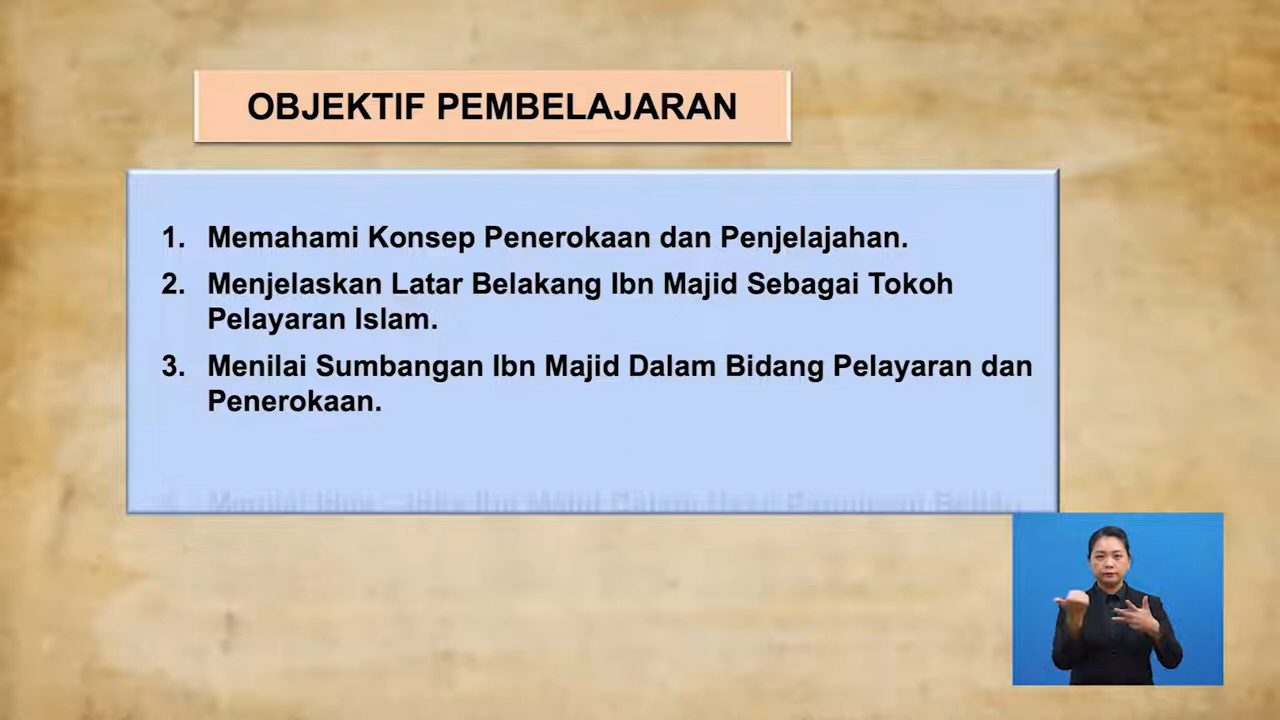 OBJEKTIF PEMBELAJARAN
1. Memahami Konsep Penerokaan dan Penjelajahan.
2. Menjelaskan Latar Belakang Ibn Majid Sebagai Tokoh
Pelayaran Islam.
3. Menilai Sumbangan Ibn Majid Dalam Bidang Pelayaran dan
Penerokaan.